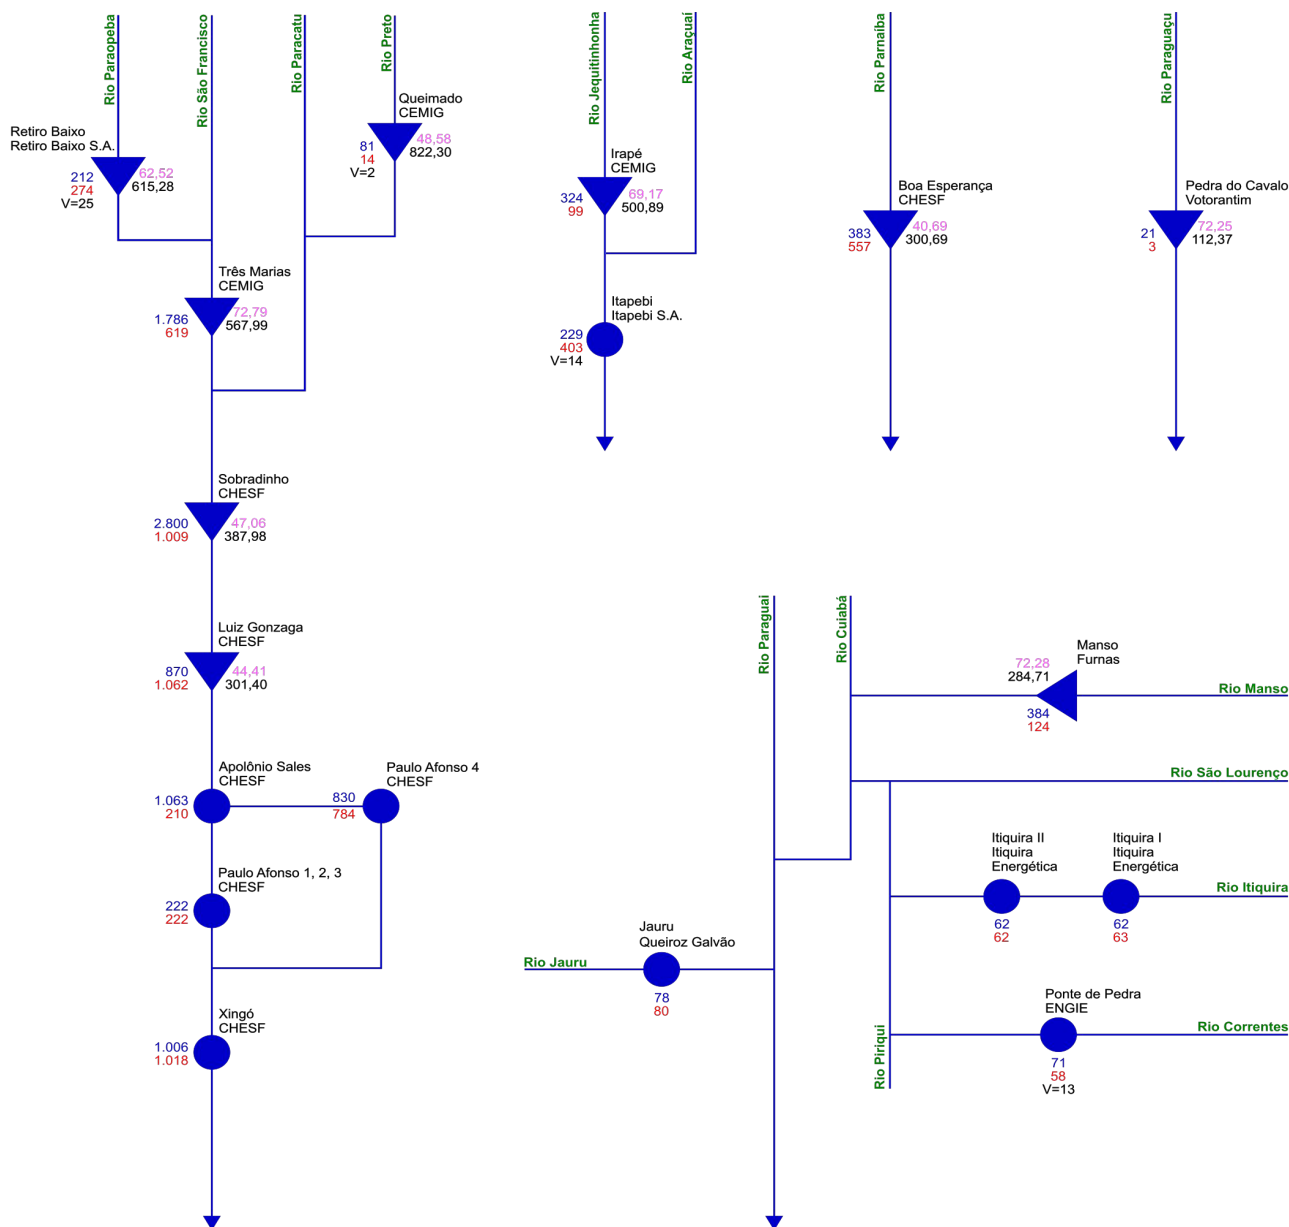 Rio Paraopeba
Rio São Francisco
Rio Paracatu
Rio Preto
Retiro Baixo
Retiro Baixo S.A.
212
274
V=25
62,52
615,28
Queimado
CEMIG
81
14
V=2
48,58
822,30
Três Marias
CEMIG
1.786
619
72,79
567,99
Sobradinho
CHESF
2.800
1.009
47,06
387,98
Luiz Gonzaga
CHESF
870
1.062
44,41
301,40
Apolônio Sales
CHESF
1.063
210
Paulo Afonso 4
CHESF
830
784
Paulo Afonso 1, 2, 3
CHESF
222
222
Xingó
CHESF
1.006
1.018
Rio Jequitinhonha
Rio Araçuaí
Irapé
CEMIG
324
99
69,17
500,89
Itapebi
Itapebi S.A.
229
403
V=14
Rio Parnaiba
Boa Esperança
CHESF
383
557
40,69
300,69
Rio Paraguaçu
Pedra do Cavalo
Votorantim
21
3
72,25
112,37
Rio Paraguai
Rio Cuiabá
Manso
Furnas
72,28
284,71
384
124
Rio Manso
Rio São Lourenço
Itiquira II
Itiquira
Energética
62
62
Itiquira I
Itiquira
Energética
62
63
Rio Itiquira
Jauru
Queiroz Galvão
Rio Jauru
78
80
Ponte de Pedra
ENGIE
71
58
V=13
Rio Correntes
Rio Piriqui